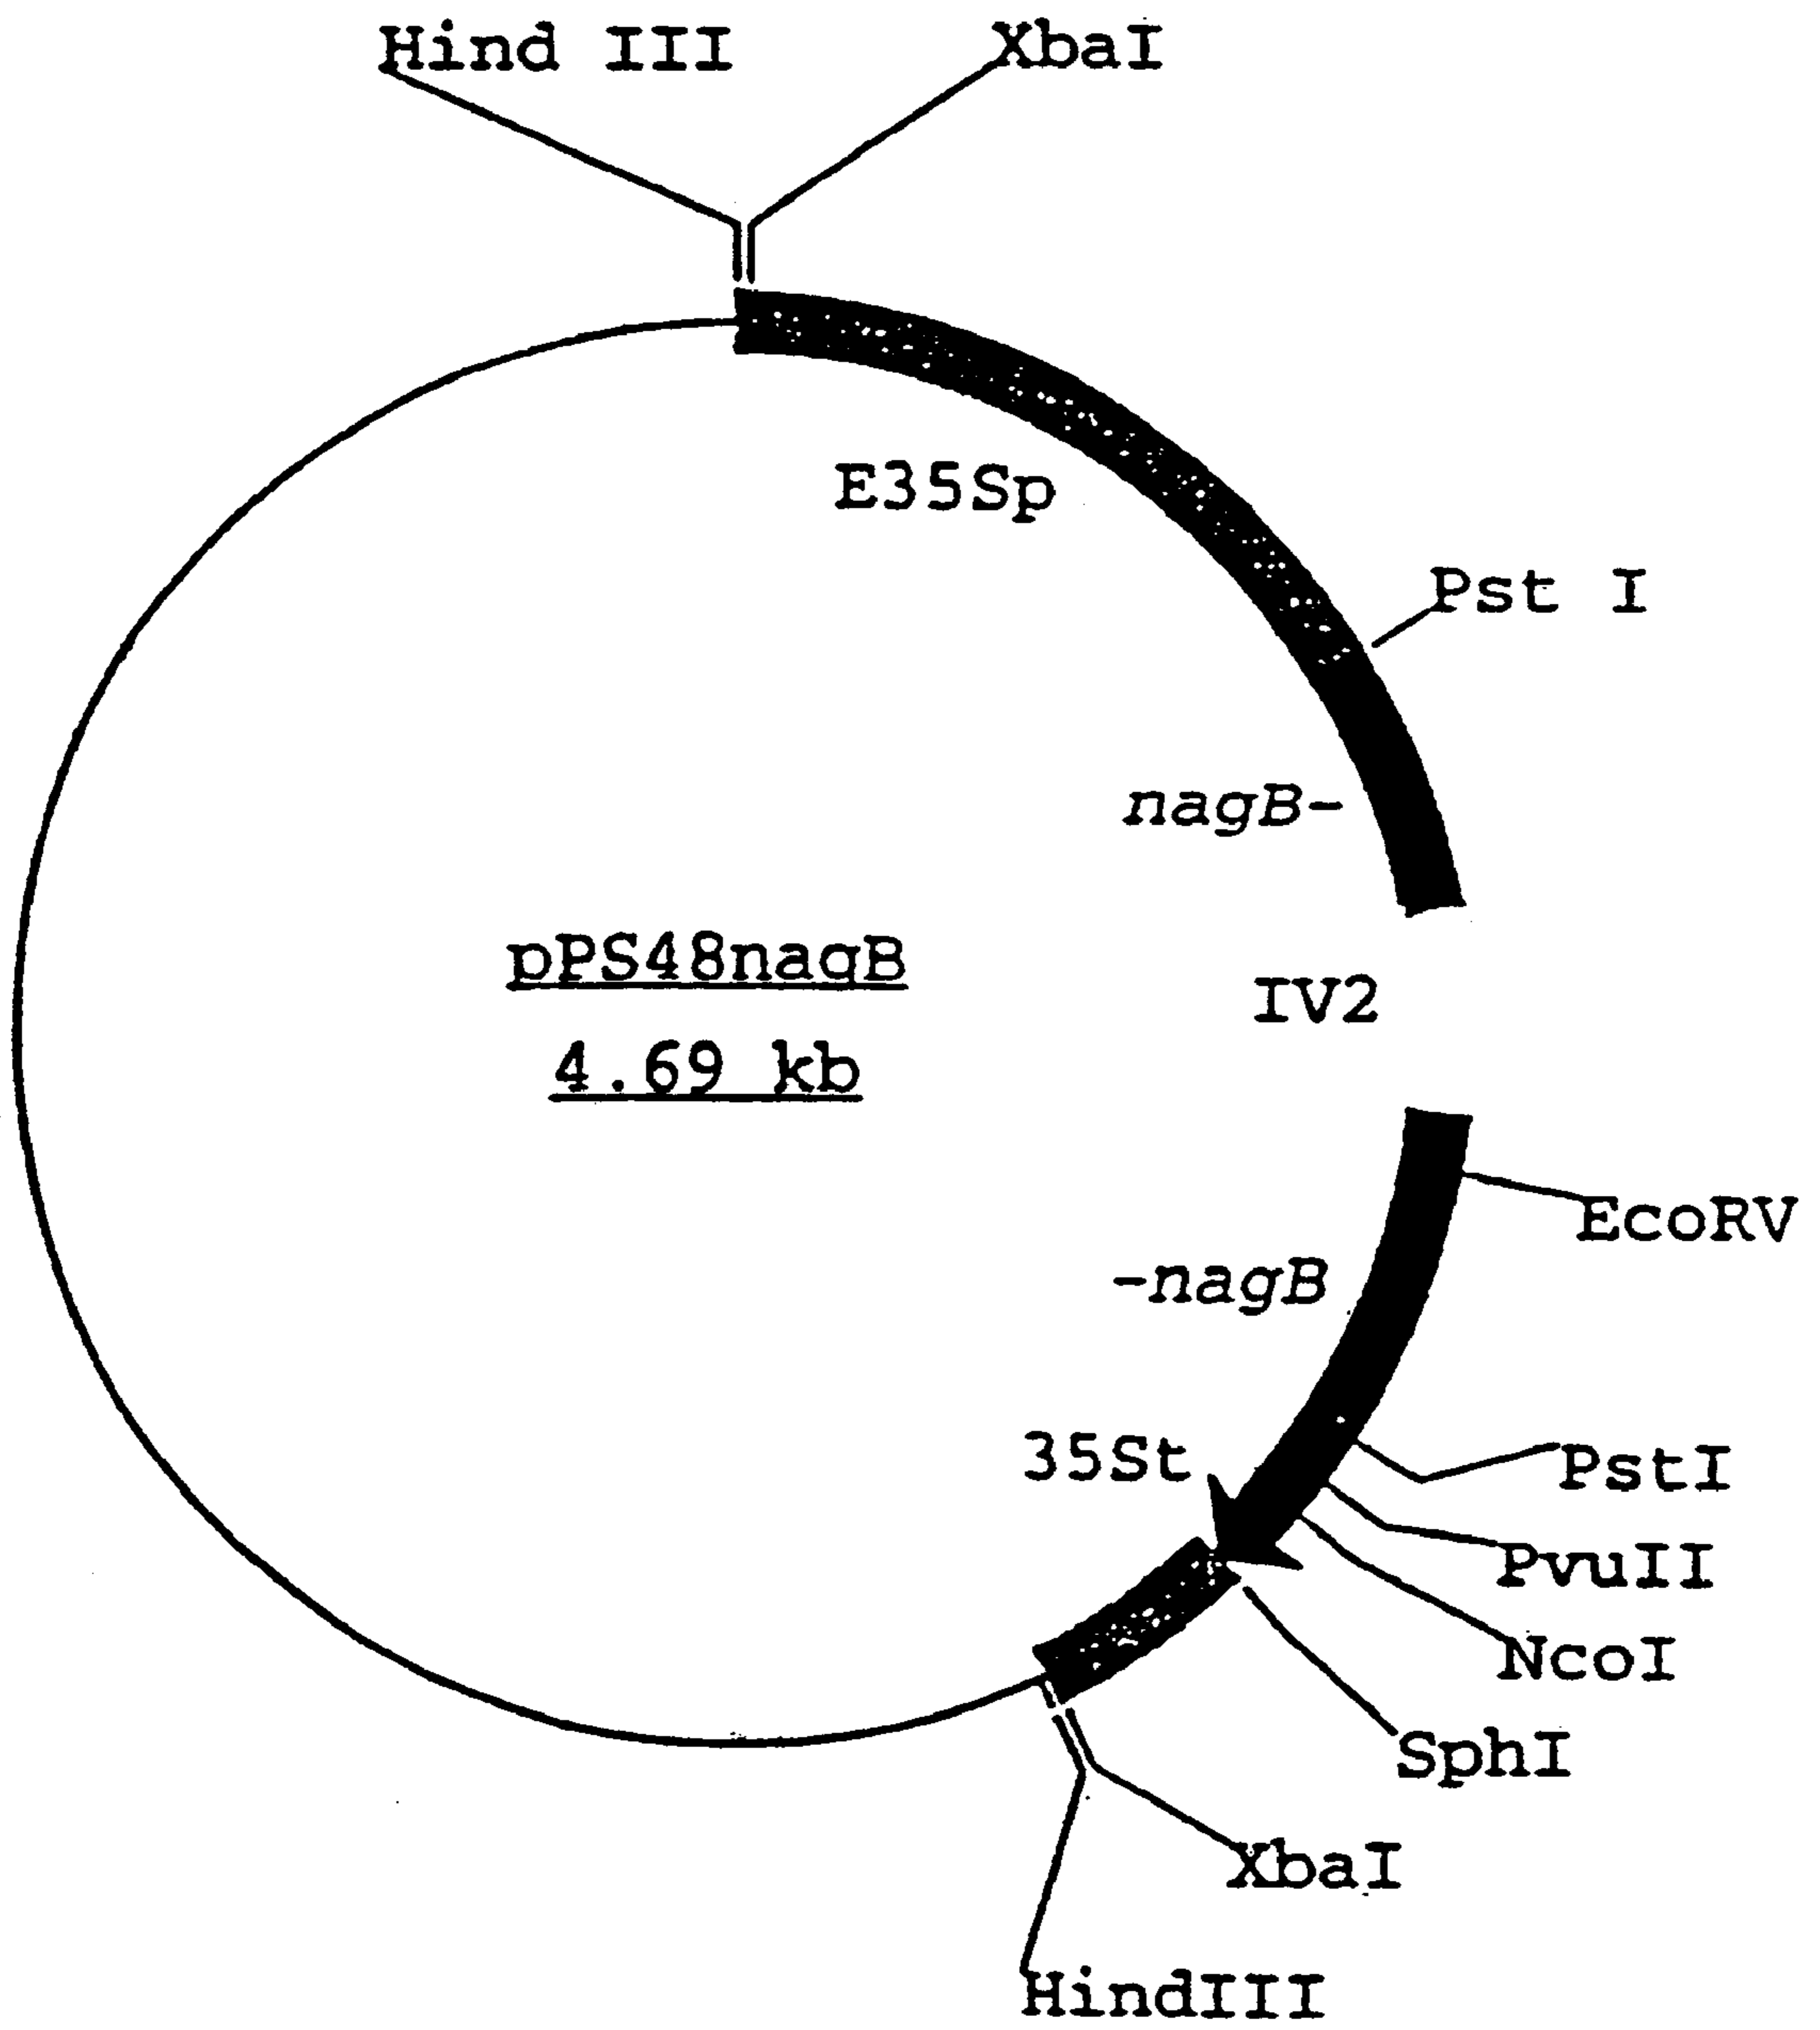 Hind III
XbaI
E35Sp
Pst I
nagB-
pPS48nagB
4.69 kb
IV2
EcoRV
-nagB
35St
PstI
PvuII
NcoI
SphI
XbaI
HindIII